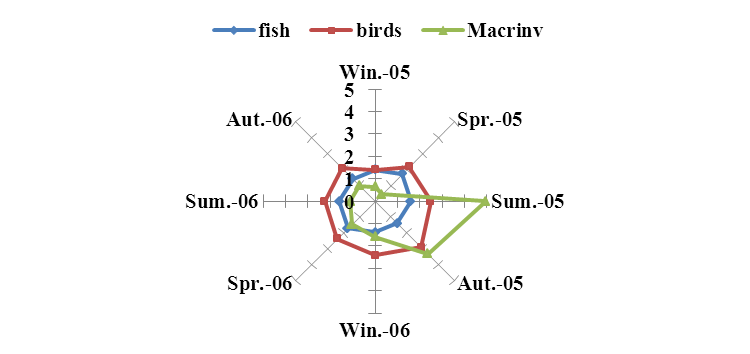 fish birds Macrinv
Win.-05
5
Aut.-06 4 Spr.-05
3
2
1
Sum.-06 0 Sum.-05
Spr.-06 Aut.-05
Win.-06